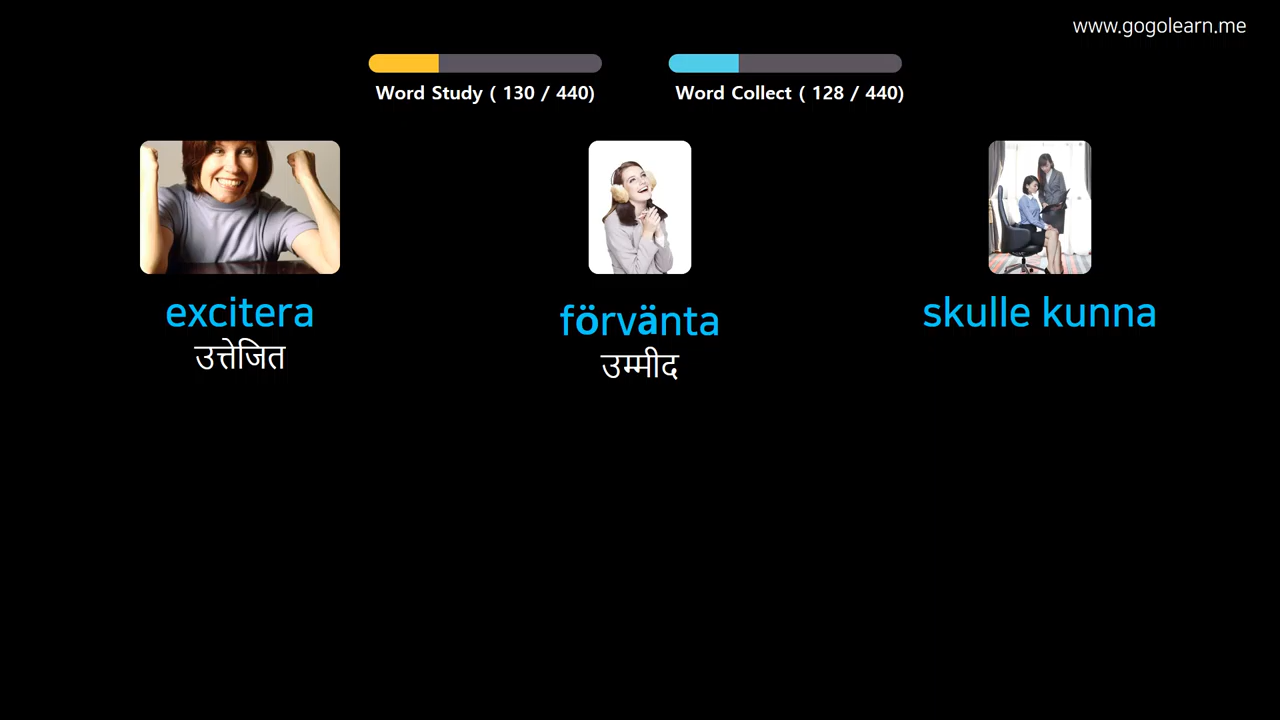 www.gogolearn.me
Word Study ( 130 / 440)
Word Collect ( 128 / 440)
excitera
उत्तेजित
förvänta
उम्मीद
skulle kunna